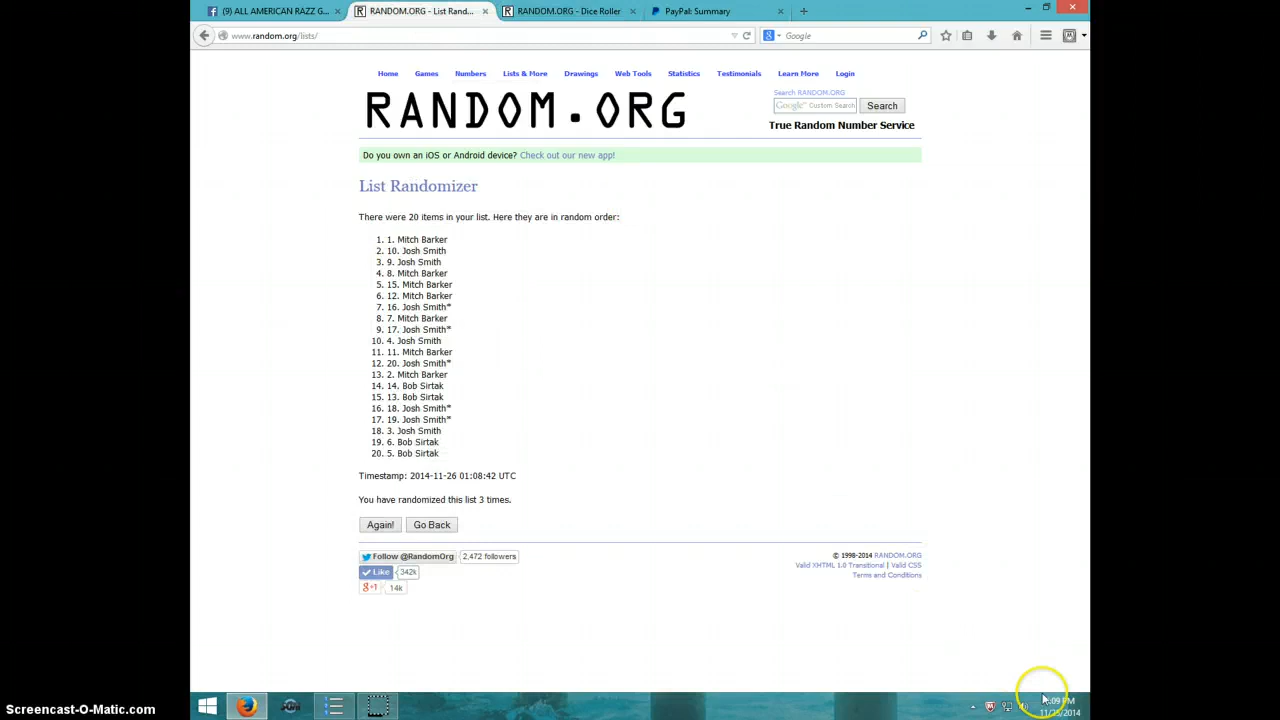 (9) ALL AMERICAN RAZZ G... RANDOM.ORG - List Rand... RANDOM.ORG - Dice Roller PayPal: Summary
www.random.org/lists/ Google
Home Games Numbers Lists & More Drawings Web Tools Statistics Testimonials Learn More Login
RANDOM.ORG
Search RANDOM.ORG
Google™ Custom Search Search
True Random Number Service
Do you own an iOS or Android device? Check out our new app!
List Randomizer
There were 20 items in your list. Here they are in random order:
1. 1. Mitch Barker
2. 10. Josh Smith
3. 9. Josh Smith
4. 8. Mitch Barker
5. 15. Mitch Barker
6. 12. Mitch Barker
7. 16. Josh Smith*
8. 7. Mitch Barker
9. 17. Josh Smith*
10. 4. Josh Smith
11. 11. Mitch Barker
12. 20. Josh Smith*
13. 2. Mitch Barker
14. 14. Bob Sirtak
15. 13. Bob Sirtak
16. 18. Josh Smith*
17. 19. Josh Smith*
18. 3. Josh Smith
19. 6. Bob Sirtak
20. 5. Bob Sirtak
Timestamp: 2014-11-26 01:08:42 UTC
You have randomized this list 3 times.
Again! Go Back
Follow @RandomOrg 2,472 followers
Like 342k
g+1 14k
© 1998-2014 RANDOM.ORG
Valid XHTML 1.0 Transitional | Valid CSS
Terms and Conditions
:09 PM
11/25/2014
Screencast-O-Matic.com